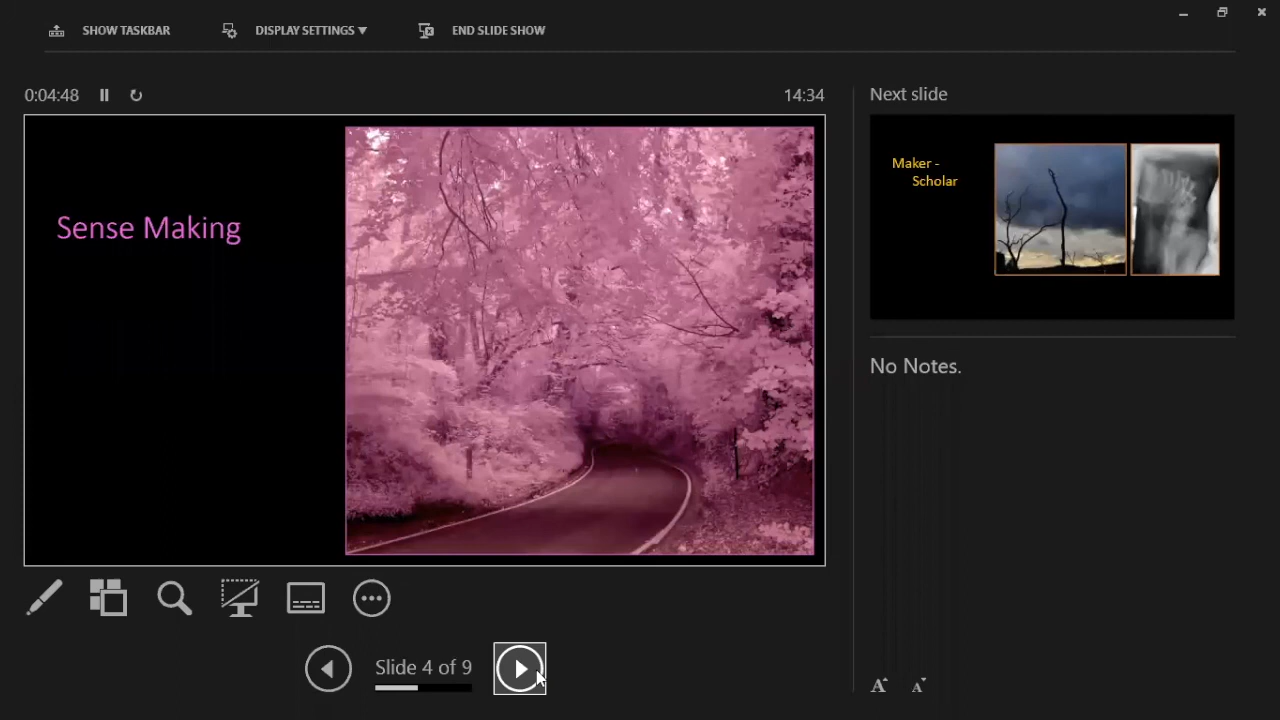 SHOW TASKBAR
DISPLAY SETTINGS
END SLIDE SHOW
0:04:48
14:34
Sense Making
Slide 4 of 9
Next slide
Maker -
Scholar
No Notes.
A A